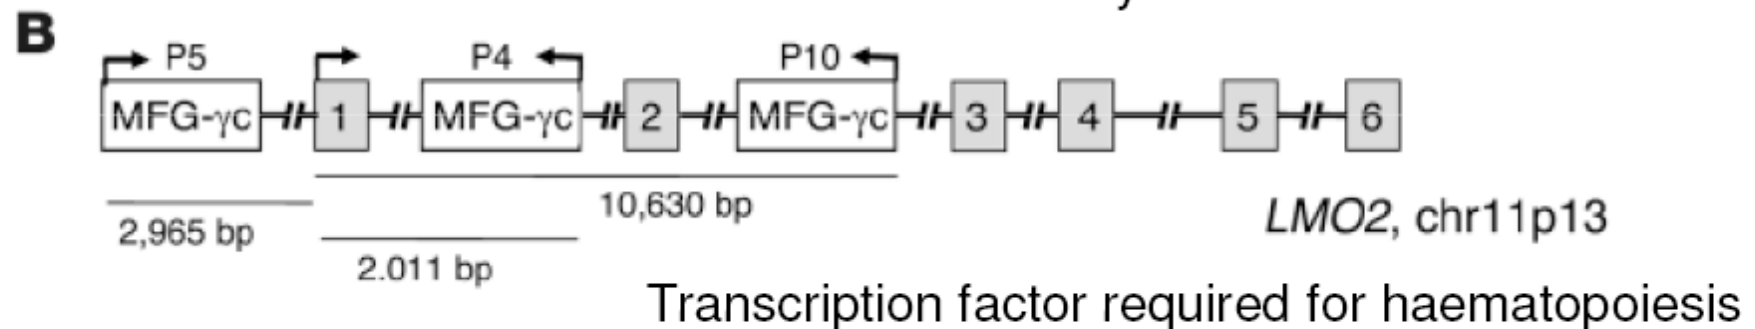 B
P5 P4 P10
MFG-γc 1 MFG-γc 2 MFG-γc 3 4 5 6
10,630 bp
2,965 bp
LMO2, chr11p13
2.011 bp
Transcription factor required for haematopoiesis